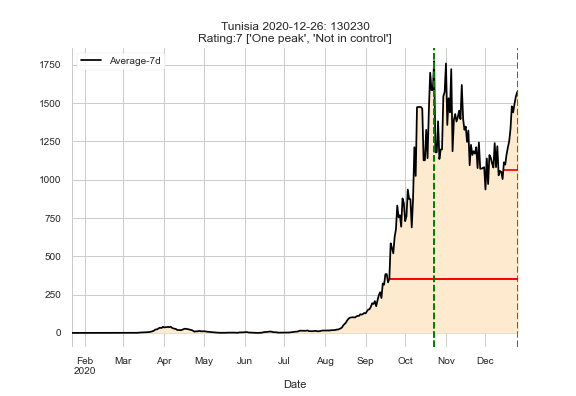 Tunisia 2020-12-26: 130230
Rating:7 ['One peak', 'Not in control']
Average-7d
1750
1500
1250
1000
750
500
250
0
Feb Mar Apr May Jun Jul Aug Sep Oct Nov Dec
2020
Date